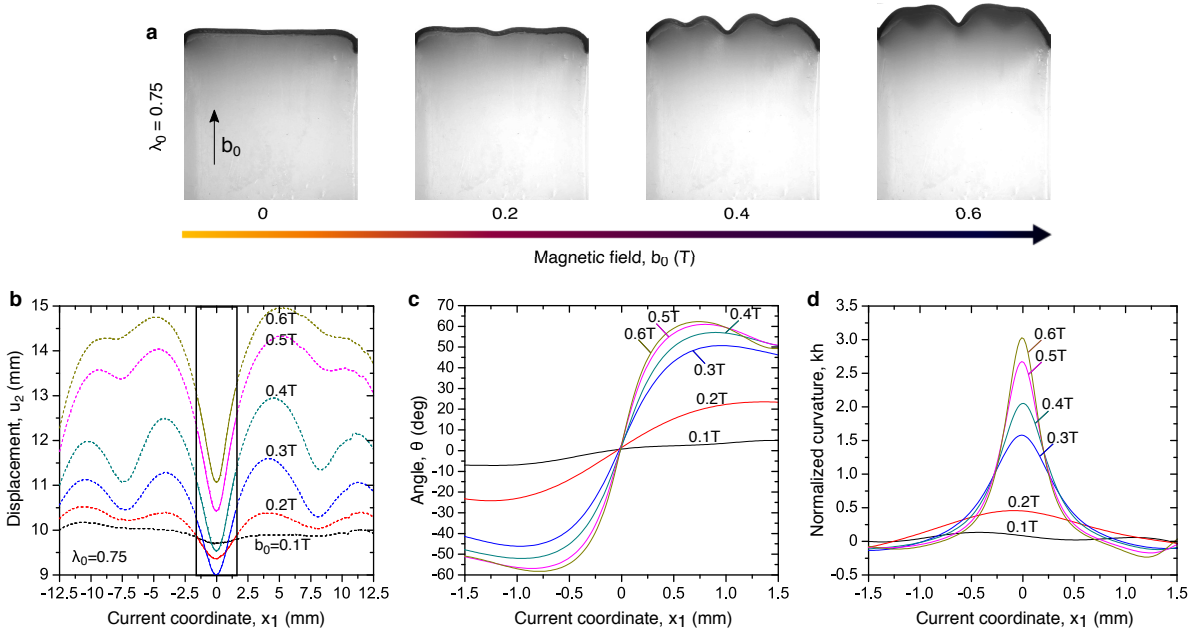 a
λ₀ = 0.75
b₀
0
0.2
0.4
0.6
Magnetic field, b₀ (T)
b
15
14
13
12
11
10
9
Displacement, u₂ (mm)
0.6T
0.5T
0.4T
0.3T
0.2T
b₀=0.1T
λ₀=0.75
-12.5 -10 -7.5 -5 -2.5 0 2.5 5 7.5 10 12.5
Current coordinate, x₁ (mm)
c
70
60
50
40
30
20
10
0
-10
-20
-30
-40
-50
-60
Angle, θ (deg)
0.6T
0.5T
0.4T
0.3T
0.2T
0.1T
-1.5 -1.0 -0.5 0 0.5 1.0 1.5
Current coordinate, x₁ (mm)
d
3.5
3.0
2.5
2.0
1.5
1.0
0.5
0
-0.5
Normalized curvature, kh
0.6T
0.5T
0.4T
0.3T
0.2T
0.1T
-1.5 -1.0 -0.5 0 0.5 1.0 1.5
Current coordinate, x₁ (mm)